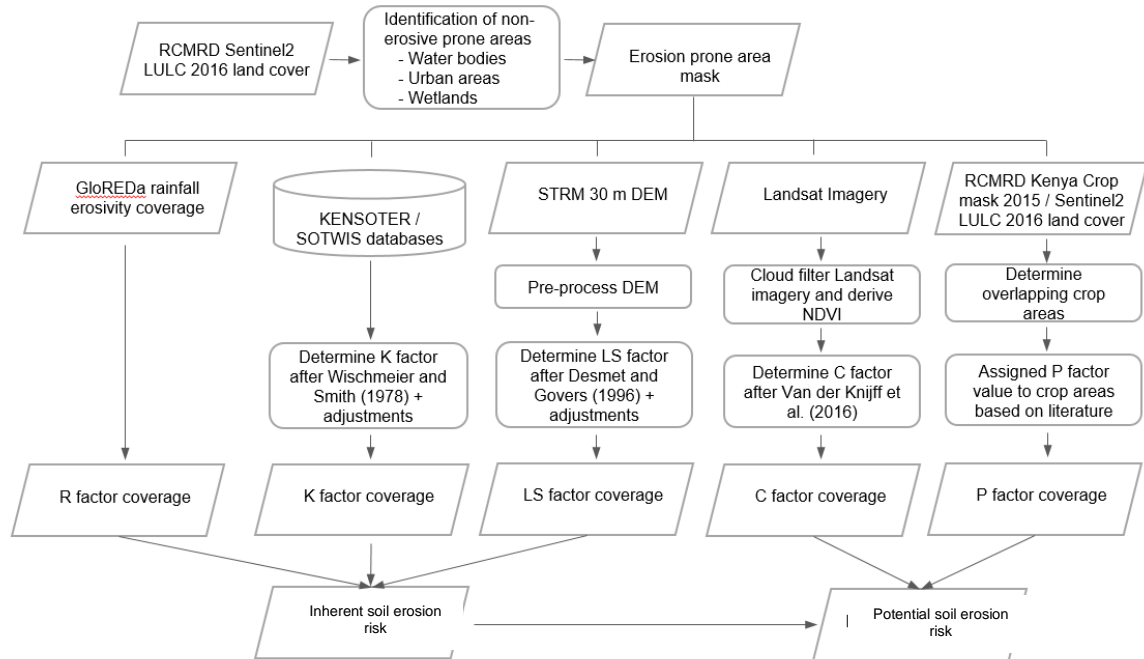 RCMRD Sentinel2
LULC 2016 land cover
Identification of non-
erosive prone areas
- Water bodies
- Urban areas
- Wetlands
Erosion prone area
mask
GloREDa rainfall
erosivity coverage
KENSOTER /
SOTWIS databases
STRM 30 m DEM
Landsat Imagery
RCMRD Kenya Crop
mask 2015 / Sentinel2
LULC 2016 land cover
Pre-process DEM
Cloud filter Landsat
imagery and derive
NDVI
Determine
overlapping crop
areas
Determine K factor
after Wischmeier and
Smith (1978) +
adjustments
Determine LS factor
after Desmet and
Govers (1996) +
adjustments
Determine C factor
after Van der Knijff et
al. (2016)
Assigned P factor
value to crop areas
based on literature
R factor coverage
K factor coverage
LS factor coverage
C factor coverage
P factor coverage
Inherent soil erosion
risk
Potential soil erosion
risk